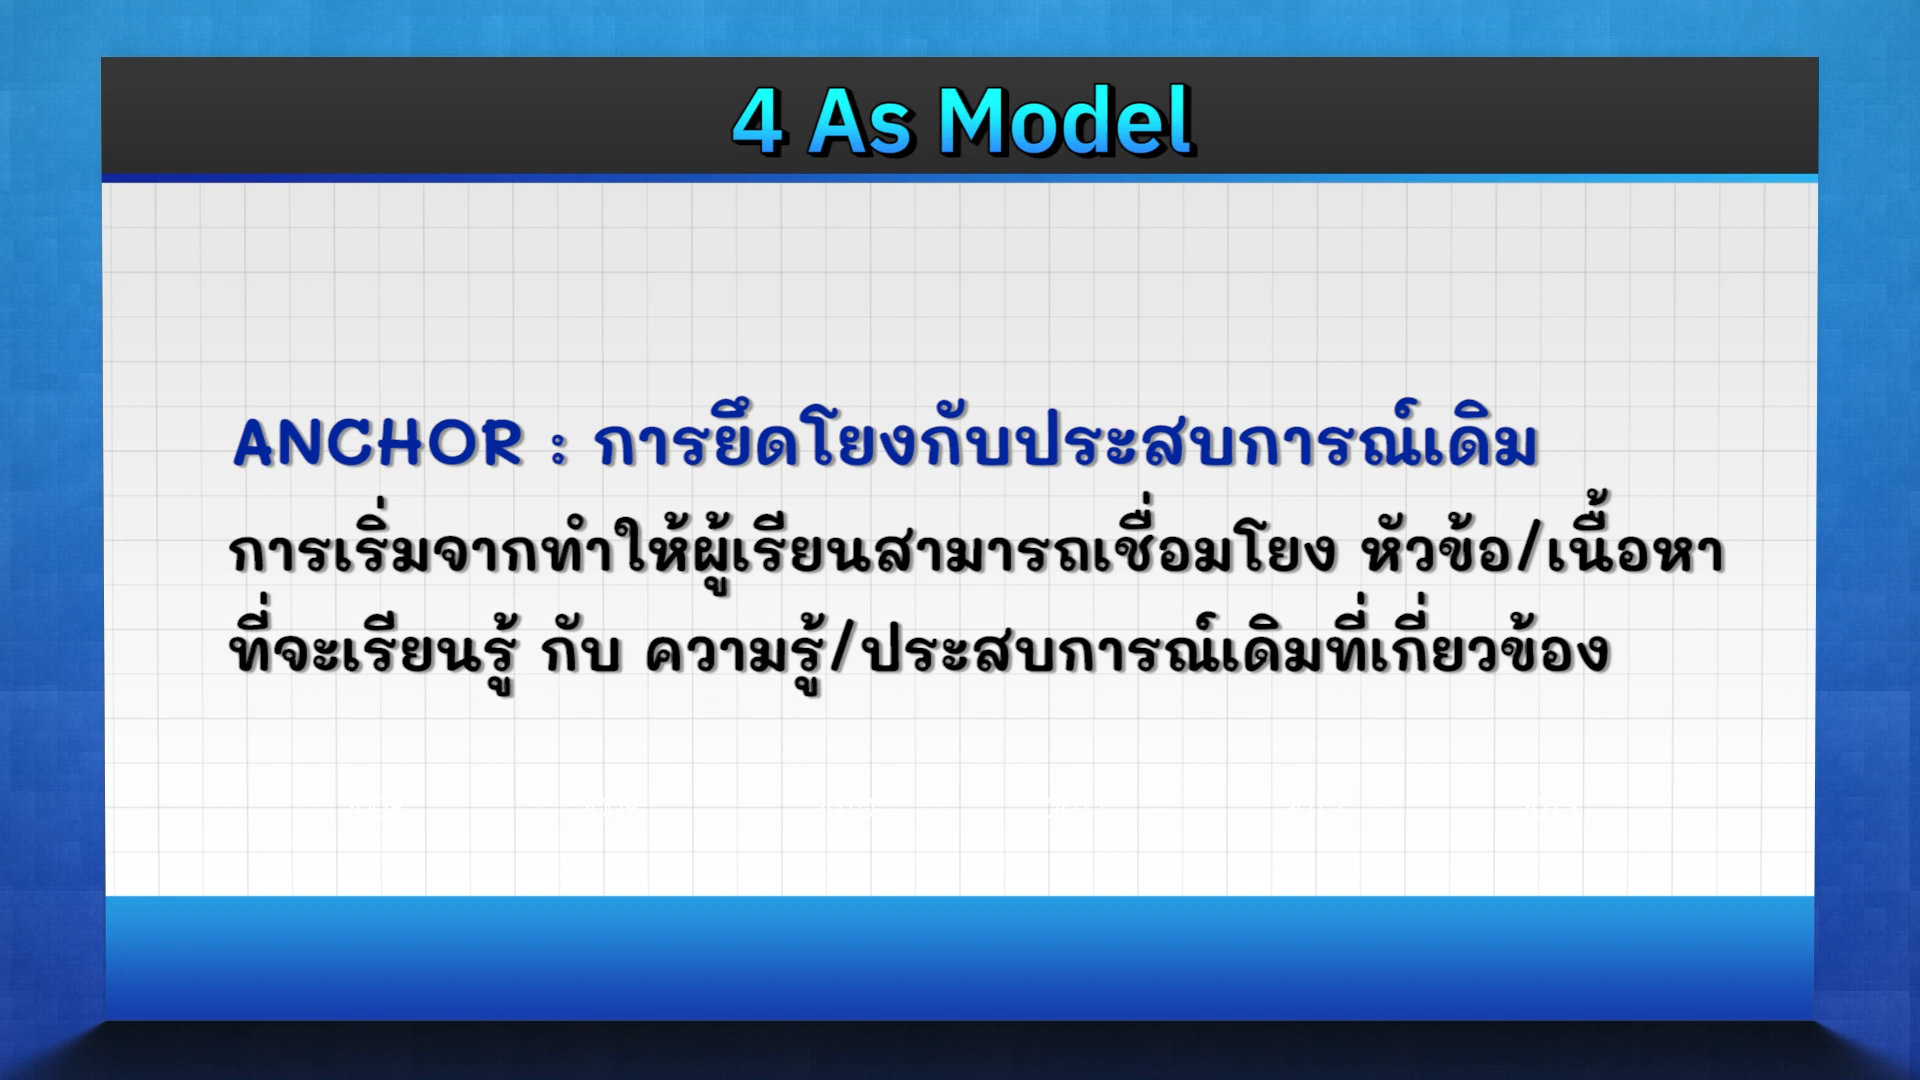 4 As Model
ANCHOR : การยึดโยงกับประสบการณ์เดิม
การเริ่มจากทำให้ผู้เรียนสามารถเชื่อมโยง หัวข้อ/เนื้อหา
ที่จะเรียนรู้ กับ ความรู้/ประสบการณ์เดิมที่เกี่ยวข้อง